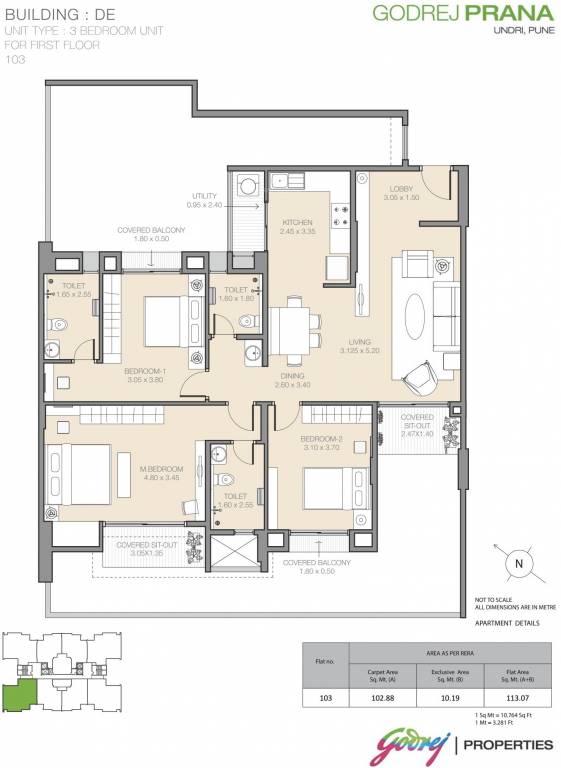 BUILDING : DE
UNIT TYPE : 3 BEDROOM UNIT
FOR FIRST FLOOR
103
GODREJ PRANA
UNDRI, PUNE
LOBBY
3.05 x 1.50
UTILITY
0.95 x 2.40
KITCHEN
2.45 x 3.35
COVERED BALCONY
1.80 x 0.50
TOILET
1.65 x 2.55
TOILET
1.60 x 1.80
LIVING
3.125 x 5.20
BEDROOM-1
3.05 x 3.80
DINING
2.60 x 3.40
COVERED
SIT-OUT
2.47X1.40
BEDROOM-2
3.10 x 3.70
M.BEDROOM
4.80 x 3.45
TOILET
1.60 x 2.55
COVERED SIT-OUT
3.05X1.35
COVERED BALCONY
1.80 x 0.50
N
NOT TO SCALE
ALL DIMENSIONS ARE IN METRE
APARTMENT DETAILS
Flat no.
AREA AS PER RERA
Carpet Area
Sq. Mt. (A)
Exclusive Area
Sq. Mt. (B)
Flat Area
Sq. Mt. (A+B)
103
102.88
10.19
113.07
1 Sq Mt = 10.764 Sq Ft
1 Mt = 3.281 Ft
Godrej | PROPERTIES